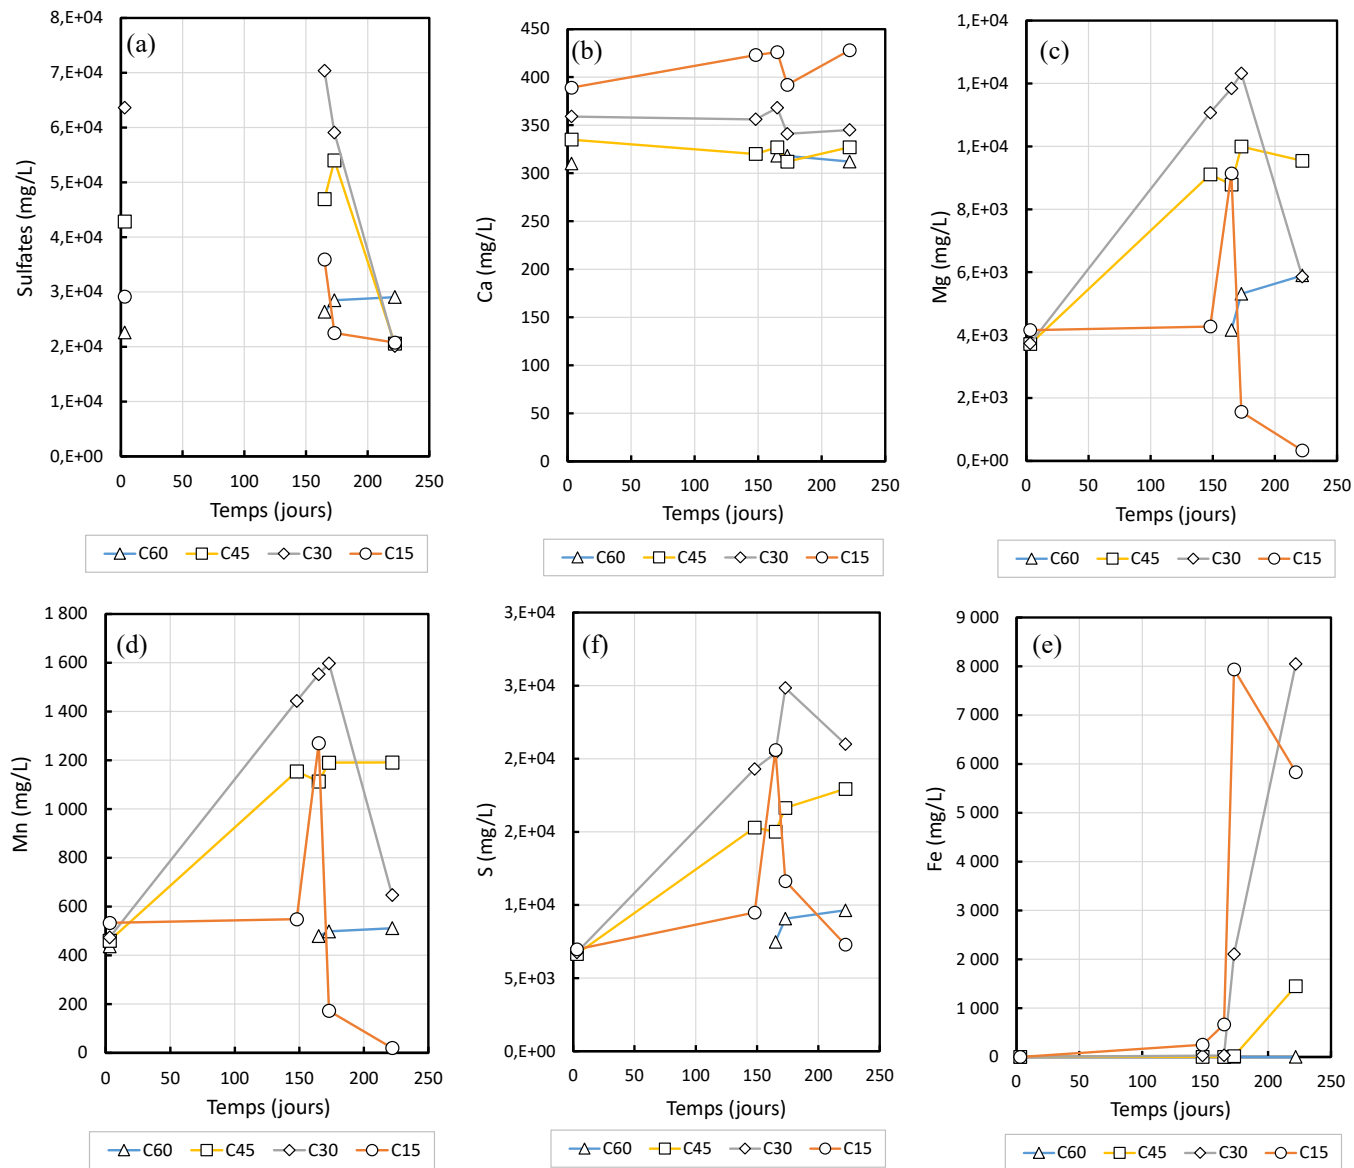 (a)
Sulfates (mg/L)
8,E+04
7,E+04
6,E+04
5,E+04
4,E+04
3,E+04
2,E+04
1,E+04
0,E+00
0 50 100 150 200 250
Temps (jours)
C60 C45 C30 C15
(b)
Ca (mg/L)
450
400
350
300
250
200
150
100
50
0
0 50 100 150 200 250
Temps (jours)
C60 C45 C30 C15
(c)
Mg (mg/L)
1,E+04
1,E+04
1,E+04
8,E+03
6,E+03
4,E+03
2,E+03
0,E+00
0 50 100 150 200 250
Temps (jours)
C60 C45 C30 C15
(d)
Mn (mg/L)
1 800
1 600
1 400
1 200
1 000
800
600
400
200
0
0 50 100 150 200 250
Temps (jours)
C60 C45 C30 C15
(f)
S (mg/L)
3,E+04
3,E+04
2,E+04
2,E+04
1,E+04
5,E+03
0,E+00
0 50 100 150 200 250
Temps (jours)
C60 C45 C30 C15
(e)
Fe (mg/L)
9 000
8 000
7 000
6 000
5 000
4 000
3 000
2 000
1 000
0
0 50 100 150 200 250
Temps (jours)
C60 C45 C30 C15